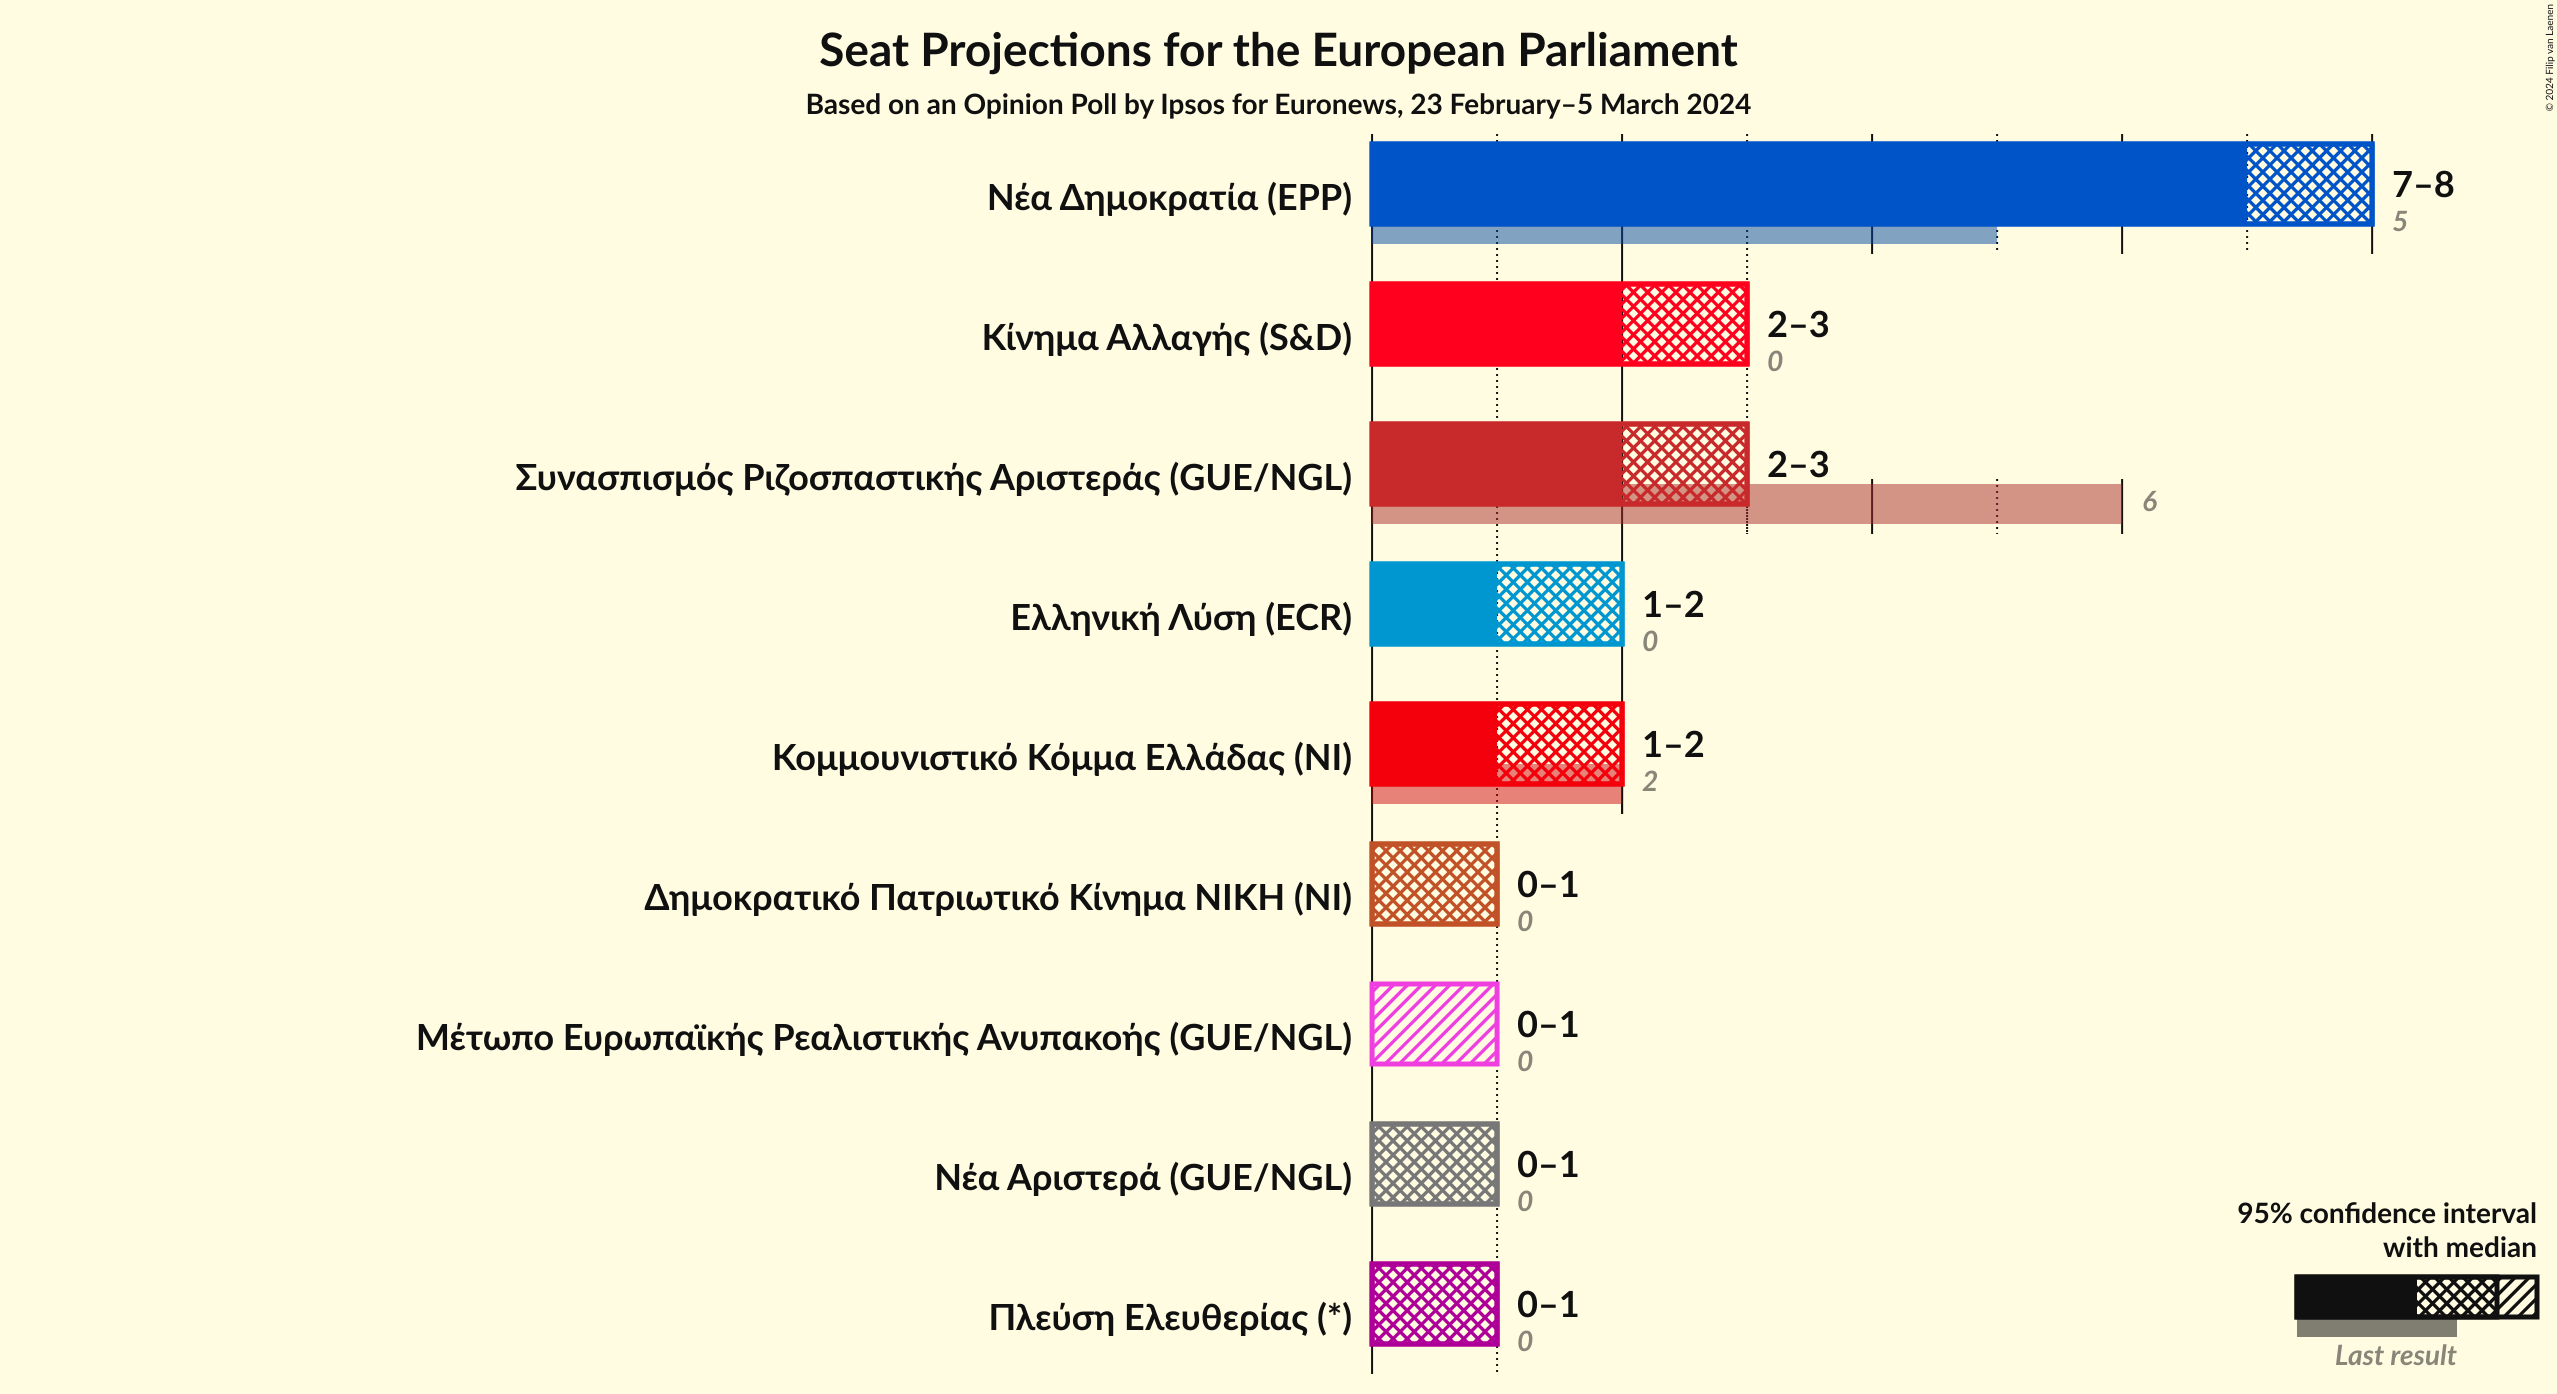 Seat Projections for the European Parliament
Based on an Opinion Poll by Ipsos for Euronews, 23 February–5 March 2024
© 2024 Filip van Laenen
Νέα Δημοκρατία (EPP)
7–8
5
Κίνημα Αλλαγής (S&D)
2–3
0
Συνασπισμός Ριζοσπαστικής Αριστεράς (GUE/NGL)
2–3
6
Ελληνική Λύση (ECR)
1–2
0
Κομμουνιστικό Κόμμα Ελλάδας (NI)
1–2
2
Δημοκρατικό Πατριωτικό Κίνημα ΝΙΚΗ (NI)
0–1
0
Μέτωπο Ευρωπαϊκής Ρεαλιστικής Ανυπακοής (GUE/NGL)
0–1
0
Νέα Αριστερά (GUE/NGL)
0–1
0
Πλεύση Ελευθερίας (*)
0–1
0
95% confidence interval
with median
Last result